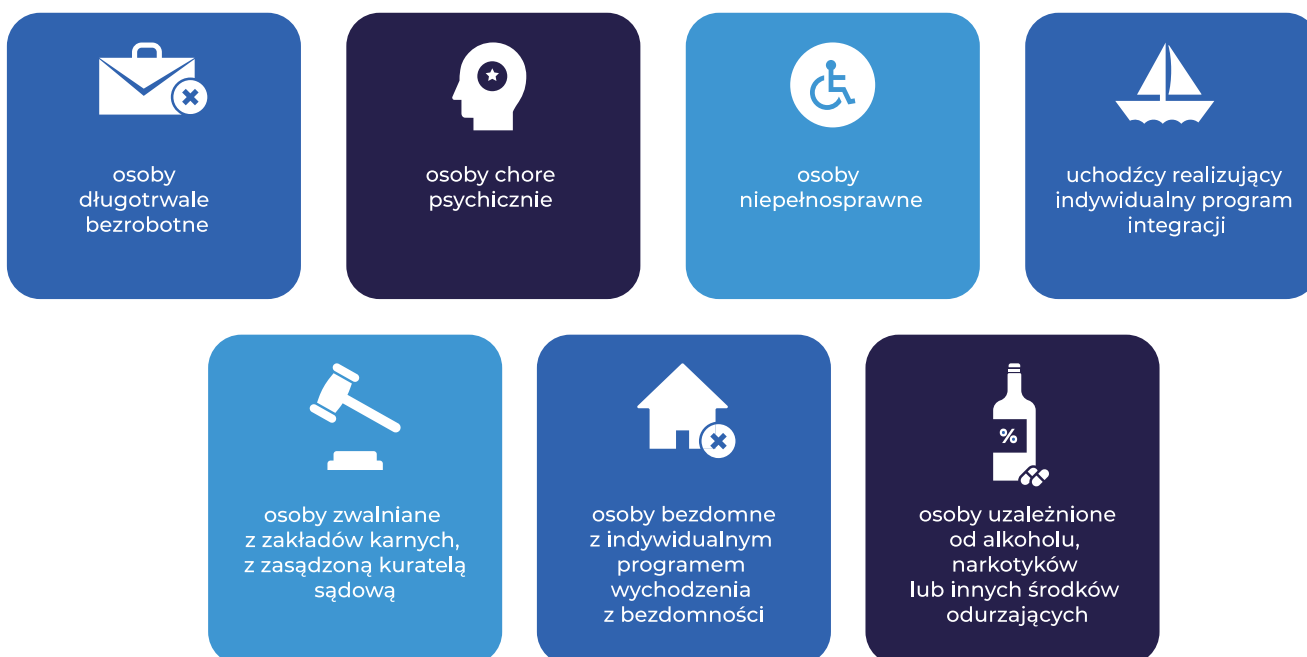 osoby
długotrwale
bezrobotne
osoby chore
psychicznie
osoby
niepełnosprawne
uchodźcy realizujący
indywidualny program
integracji
osoby zwalniane
z zakładów karnych,
z zasądzoną kuratelą
sądową
osoby bezdomne
z indywidualnym
programem
wychodzenia
z bezdomności
%
osoby uzależnione
od alkoholu,
narkotyków
lub innych środków
odurzających